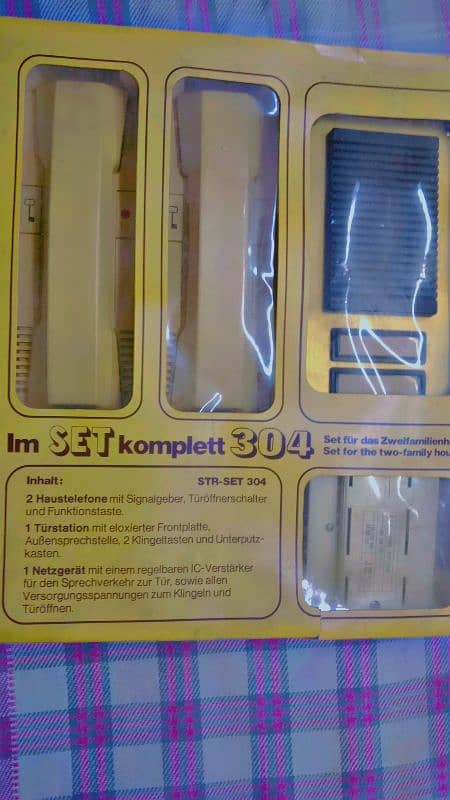 Im SET komplett 304
Set für das Zweifamilienh
Set for the two-family hou
Inhalt: STR-SET 304
2 Haustelefone mit Signalgeber, Türöffnerschalter
und Funktionstaste.
1 Türstation mit eloxierter Frontplatte,
Außensprechstelle, 2 Klingeltasten und Unterputz-
kasten.
1 Netzgerät mit einem regelbaren IC-Verstärker
für den Sprechverkehr zur Tür, sowie allen
Versorgungsspannungen zum Klingeln und
Türöffnen.